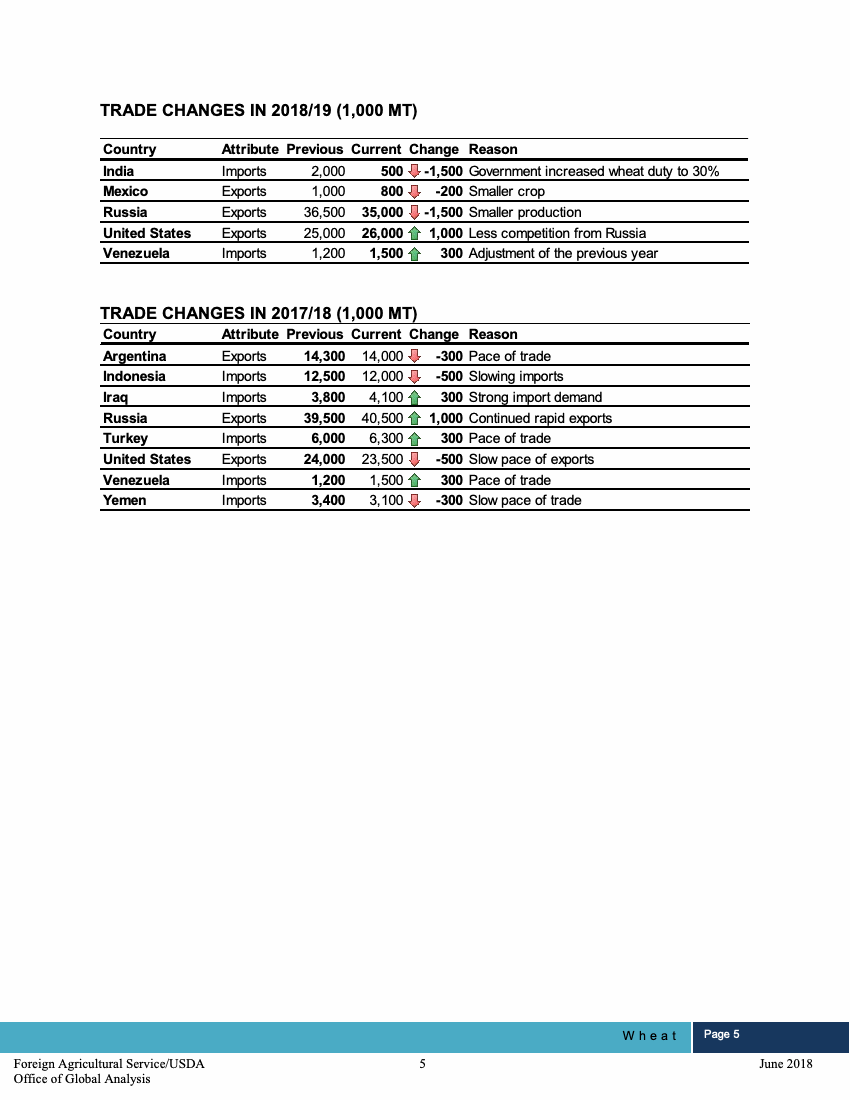 TRADE CHANGES IN 2018/19 (1,000 MT)
Country Attribute Previous Current Change Reason
India Imports 2,000 500 -1,500 Government increased wheat duty to 30%
Mexico Exports 1,000 800 -200 Smaller crop
Russia Exports 36,500 35,000 -1,500 Smaller production
United States Exports 25,000 26,000 1,000 Less competition from Russia
Venezuela Imports 1,200 1,500 300 Adjustment of the previous year
TRADE CHANGES IN 2017/18 (1,000 MT)
Country Attribute Previous Current Change Reason
Argentina Exports 14,300 14,000 -300 Pace of trade
Indonesia Imports 12,500 12,000 -500 Slowing imports
Iraq Imports 3,800 4,100 300 Strong import demand
Russia Exports 39,500 40,500 1,000 Continued rapid exports
Turkey Imports 6,000 6,300 300 Pace of trade
United States Exports 24,000 23,500 -500 Slow pace of exports
Venezuela Imports 1,200 1,500 300 Pace of trade
Yemen Imports 3,400 3,100 -300 Slow pace of trade
Wheat Page 5
Foreign Agricultural Service/USDA 5 June 2018
Office of Global Analysis